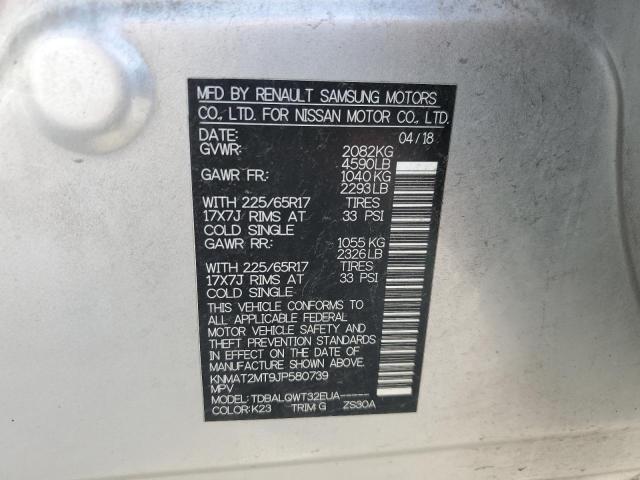 MFD BY RENAULT SAMSUNG MOTORS
CO., LTD. FOR NISSAN MOTOR CO., LTD.
DATE: 04/18
GVWR: 2082KG
4590LB
GAWR FR: 1040KG
2293LB
WITH 225/65R17 TIRES
17X7J RIMS AT 33 PSI
COLD SINGLE
GAWR RR: 1055 KG
2326LB
WITH 225/65R17 TIRES
17X7J RIMS AT 33 PSI
COLD SINGLE
THIS VEHICLE CONFORMS TO
ALL APPLICABLE FEDERAL
MOTOR VEHICLE SAFETY AND
THEFT PREVENTION STANDARDS
IN EFFECT ON THE DATE OF
MANUFACTURE SHOWN ABOVE.
KNMAT2MT9JP580739
MPV
MODEL: TDBALQWT32EUA-----
COLOR: K23 TRIM: G ZS30A